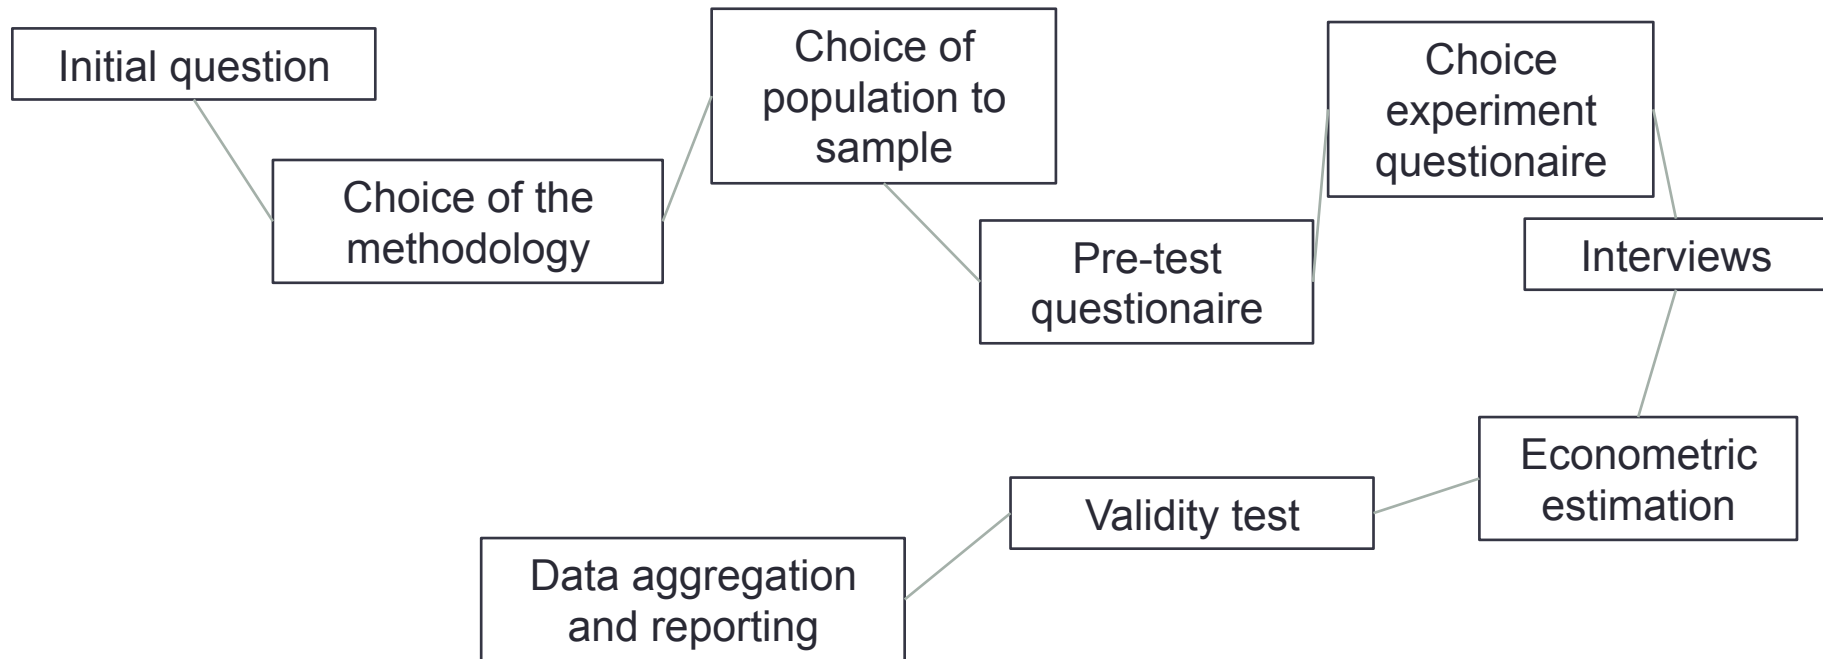 Initial question
Choice of the
methodology
Choice of
population to
sample
Pre-test
questionaire
Choice
experiment
questionaire
Interviews
Econometric
estimation
Validity test
Data aggregation
and reporting